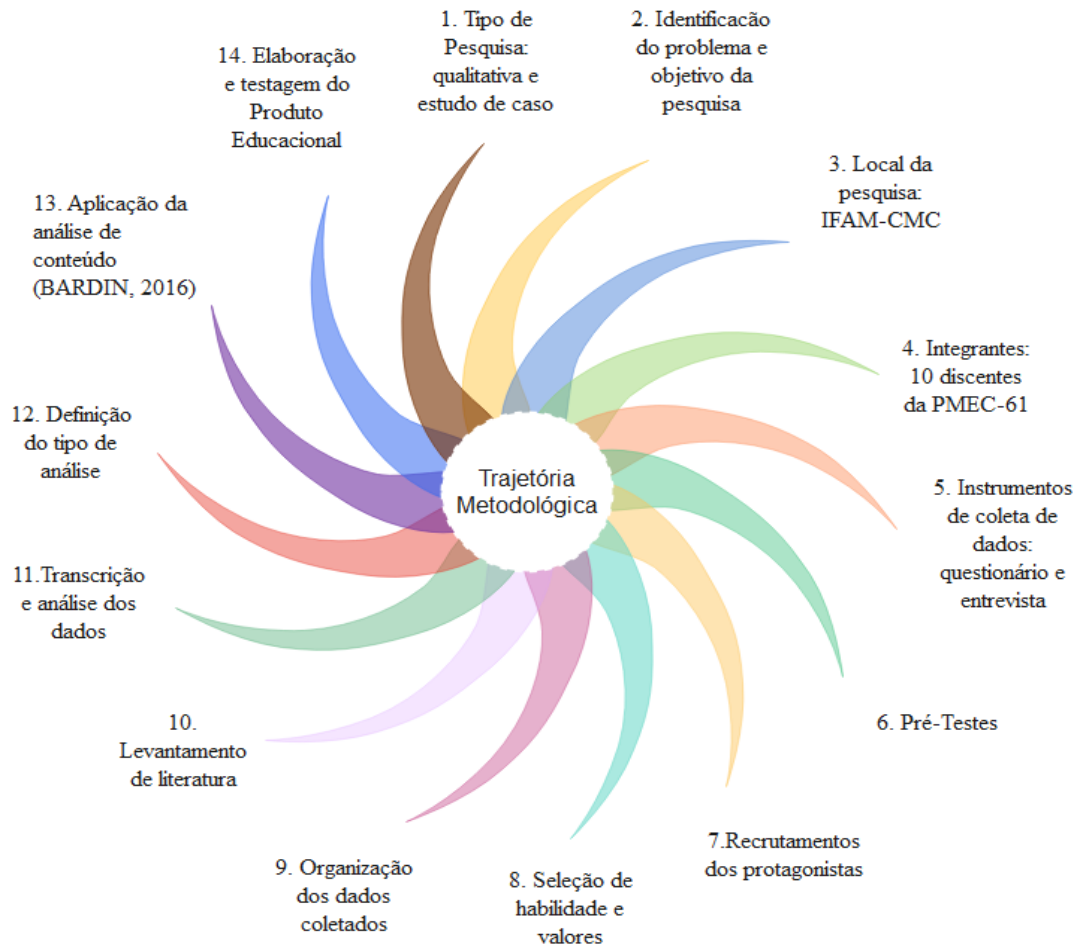 1. Tipo de
Pesquisa:
qualitativa e
estudo de caso
2. Identificacão
do problema e
objetivo da
pesquisa
3. Local da
pesquisa:
IFAM-CMC
4. Integrantes:
10 discentes
da PMEC-61
5. Instrumentos
de coleta de
dados:
questionário e
entrevista
6. Pré-Testes
7.Recrutamentos
dos protagonistas
8. Seleção de
habilidade e
valores
9. Organização
dos dados
coletados
10.
Levantamento
de literatura
11.Transcrição
e análise dos
dados
12. Definição
do tipo de
análise
13. Aplicação da
análise de
conteúdo
(BARDIN, 2016)
14. Elaboração
e testagem do
Produto
Educacional
Trajetória
Metodológica